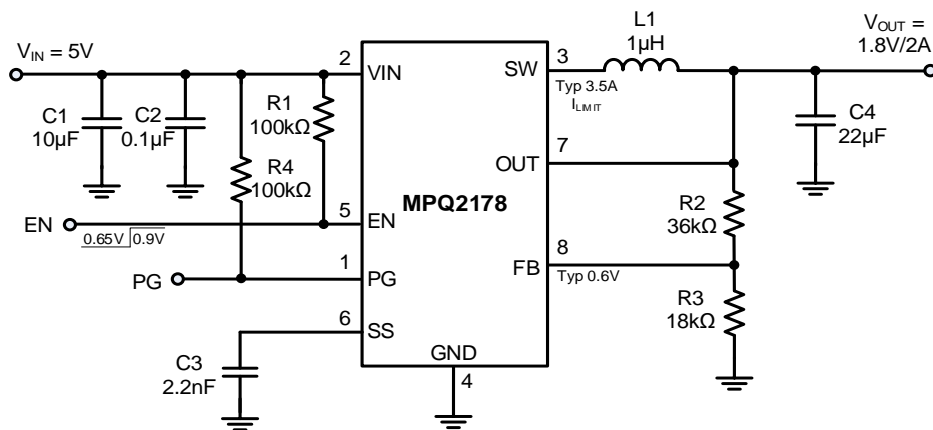 V_IN = 5V
C1
10µF
C2
0.1µF
R1
100kΩ
R4
100kΩ
EN
0.65V 0.9V
PG
C3
2.2nF
2
VIN
5
EN
1
PG
6
SS
MPQ2178
GND
4
3
SW
Typ 3.5A
I_LIMIT
L1
1µH
7
OUT
8
FB
Typ 0.6V
R2
36kΩ
R3
18kΩ
C4
22µF
V_OUT =
1.8V/2A